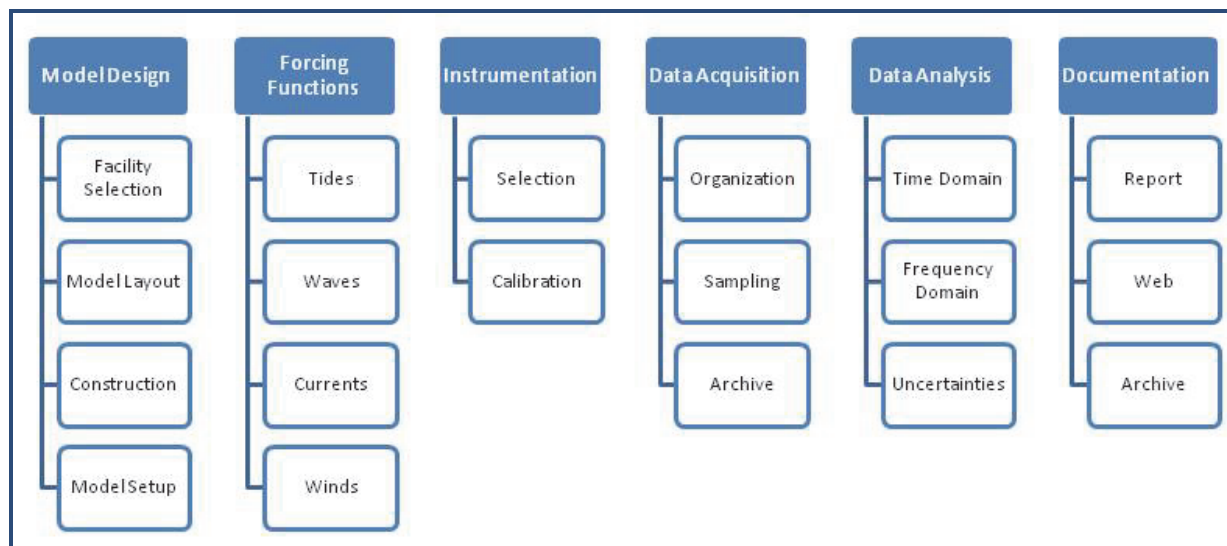 Model Design
Facility
Selection
Model Layout
Construction
Model Setup
Forcing
Functions
Tides
Waves
Currents
Winds
Instrumentation
Selection
Calibration
Data Acquisition
Organization
Sampling
Archive
Data Analysis
Time Domain
Frequency
Domain
Uncertainties
Documentation
Report
Web
Archive